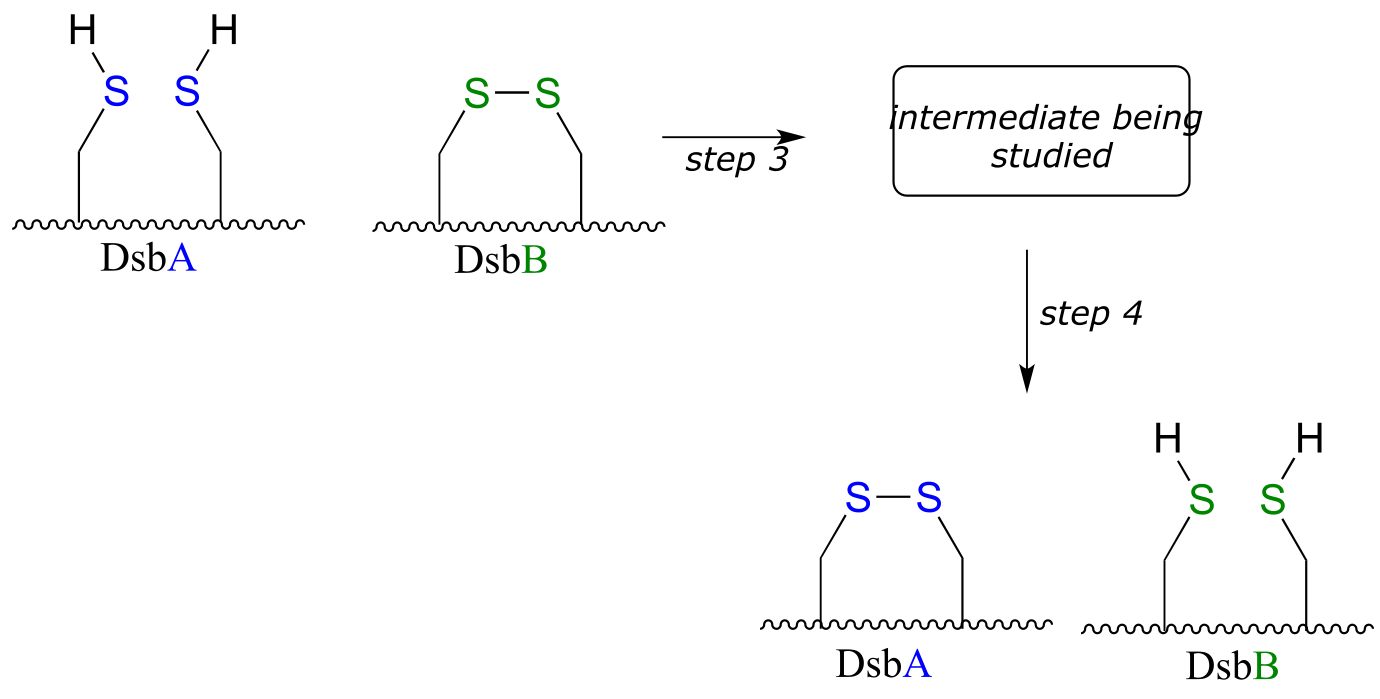 H H
S S
S S
DsbA
DsbB
step 3
intermediate being
studied
step 4
H H
S S
S S
DsbA
DsbB